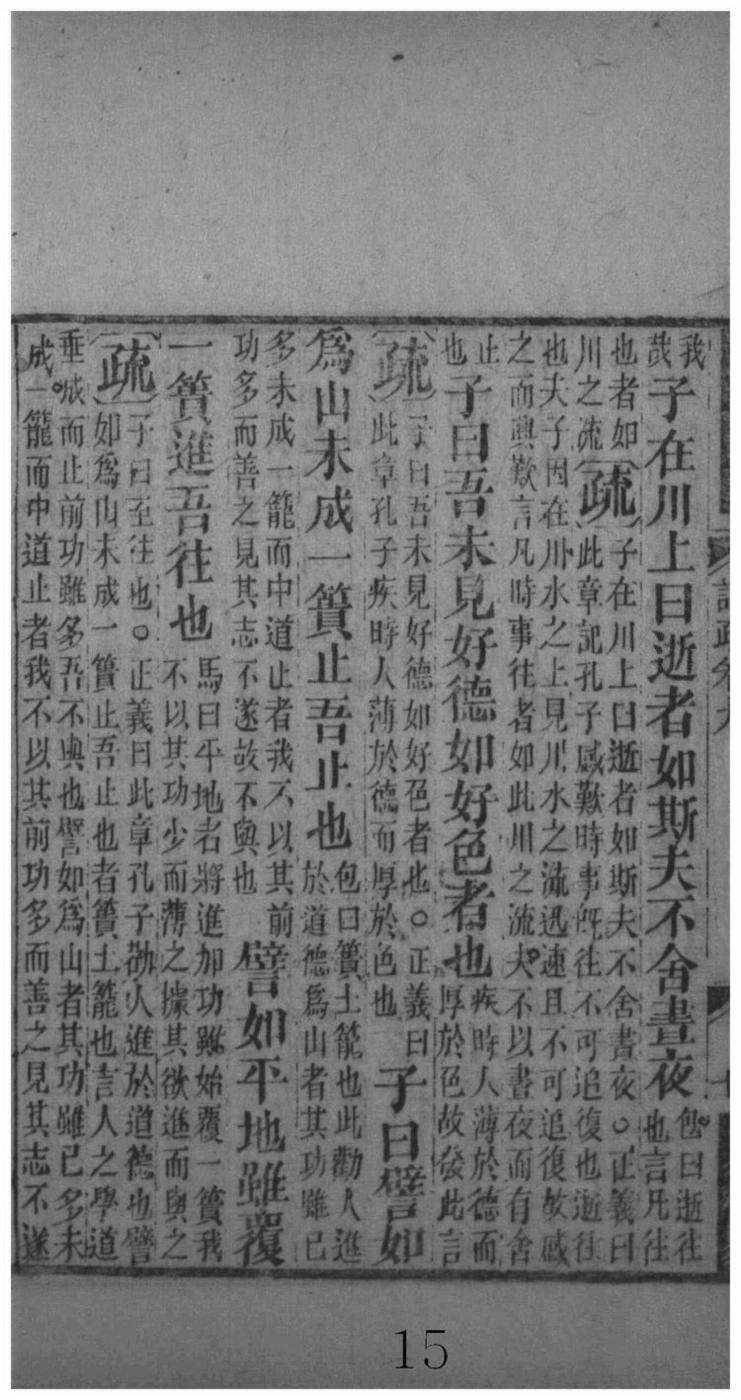 語疏卷九
我
哉
子在川上曰逝者如斯夫不舍晝夜
包曰逝往
也言凡往
也者如
川之流
疏
子在川上曰逝者如斯夫不舍晝夜○正義曰
此章記孔子感歎時事既往不可追復也逝往
也夫子因在川水之上見川水之流迅速且不可追復故感
之而興歎言凡時事往者如此川之流夫不以晝夜而有舍
止
也
子曰吾未見好德如好色者也
疾時人薄於德而
厚於色故發此言
疏
子曰吾未見好德如好色者也○正義曰
此章孔子疾時人薄於德而厚於色也
子曰譬如
爲山未成一簣止吾止也
包曰簣土籠也此勸人進
於道德爲山者其功雖已
多未成一籠而中道止者我不以其前
功多而善之見其志不遂故不與也
譬如平地雖覆
一簣進吾往也
馬曰平地者將進加功雖始覆一簣我
不以其功少而薄之據其欲進而與之
疏
子曰至往也○正義曰此章孔子勸人進於道德也譬
如爲山未成一簣止吾止也者簣土籠也言人之學道
垂成而止前功雖多吾不與也譬如爲山者其功雖已多未
成一籠而中道止者我不以其前功多而善之見其志不遂
15